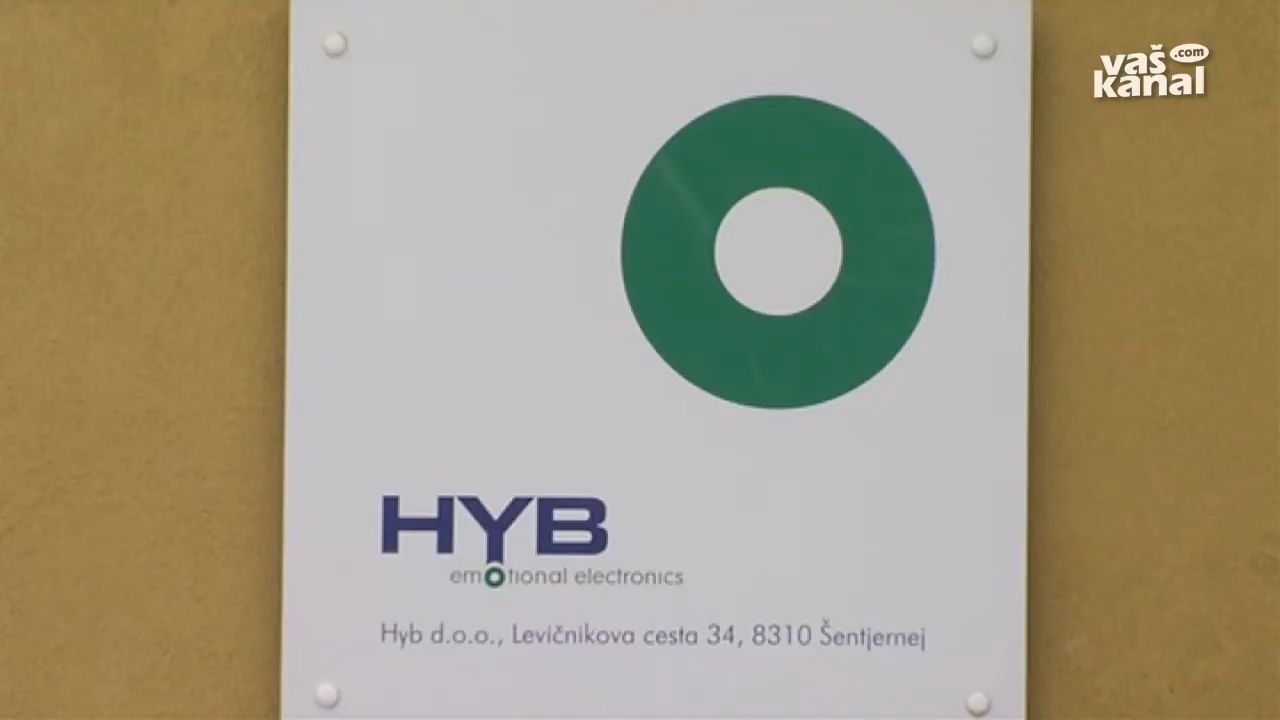 vaš .com
kanal
HYB
emotional electronics
Hyb d.o.o., Levičnikova cesta 34, 8310 Šentjernej